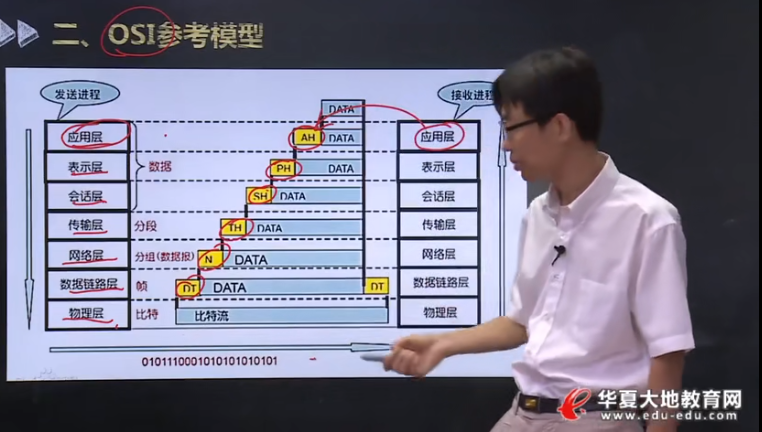 二、OSI参考模型
发送进程
接收进程
DATA
应用层
AH
DATA
应用层
表示层
数据
PH
DATA
表示层
会话层
SH
DATA
会话层
传输层
分段
TH
DATA
传输层
网络层
分组(数据报)
N
DATA
网络层
数据链路层
帧
DT
DATA
DT
数据链路层
物理层
比特
比特流
物理层
0101110001010101010101
华夏大地教育网
www.edu-edu.com